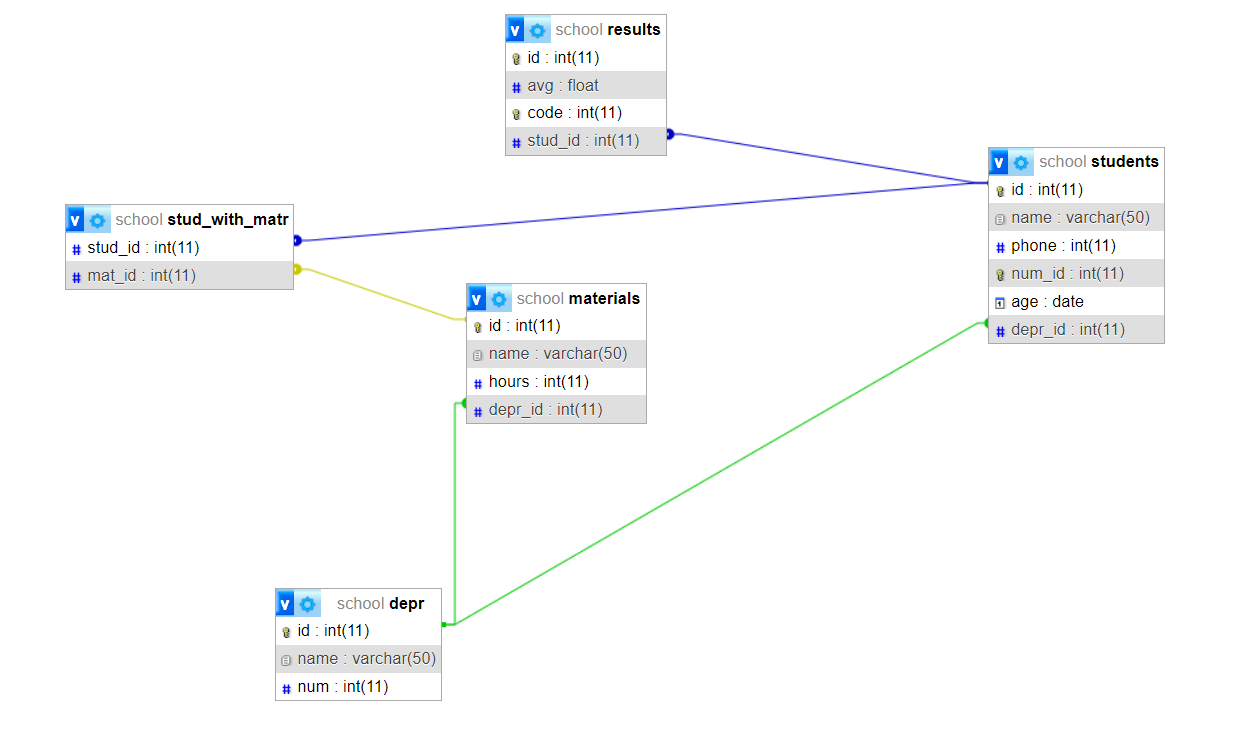 v school results
id : int(11)
# avg : float
code : int(11)
# stud_id : int(11)
v school students
id : int(11)
name : varchar(50)
# phone : int(11)
num_id : int(11)
age : date
# depr_id : int(11)
v school stud_with_matr
# stud_id : int(11)
# mat_id : int(11)
v school materials
id : int(11)
name : varchar(50)
# hours : int(11)
# depr_id : int(11)
v school depr
id : int(11)
name : varchar(50)
# num : int(11)